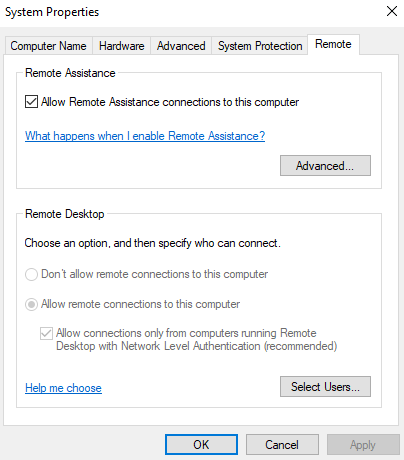 System Properties
Computer Name Hardware Advanced System Protection Remote
Remote Assistance
Allow Remote Assistance connections to this computer
What happens when I enable Remote Assistance?
Advanced...
Remote Desktop
Choose an option, and then specify who can connect.
Don't allow remote connections to this computer
Allow remote connections to this computer
Allow connections only from computers running Remote
Desktop with Network Level Authentication (recommended)
Help me choose Select Users...
OK Cancel Apply